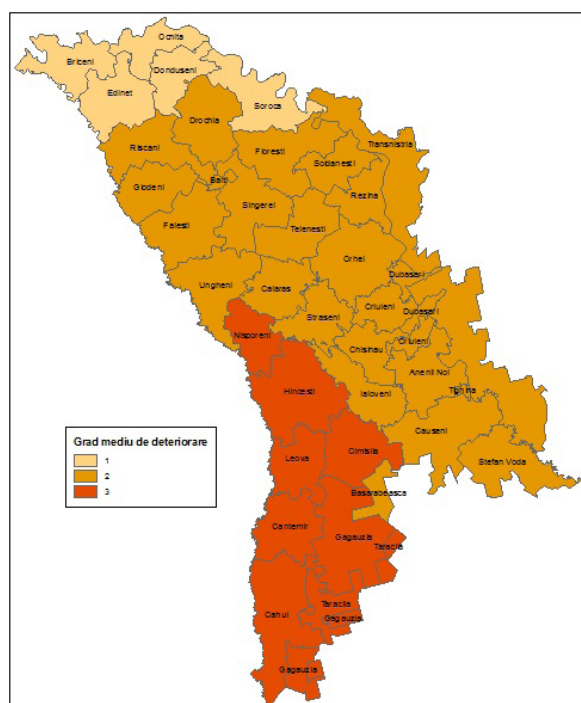 Ocnita
Briceni
Donduseni
Edinet
Soroca
Drochia
Transnistria
Riscani
Floresti
Soldanesti
Balti
Glodeni
Rezina
Singerei
Falesti
Telenesti
Orhei
Dubasari
Ungheni
Calaras
Criuleni
Dubasari
Straseni
Nisporeni
Chisinau
Criuleni
Anenii Noi
Tighina
Hincesti
Ialoveni
Causeni
Grad mediu de deteriorare
1
2
3
Cimislia
Leova
Stefan Voda
Basarabeasca
Cantemir
Gagauzia
Taraclia
Taraclia
Cahul
Gagauzia
Gagauzia